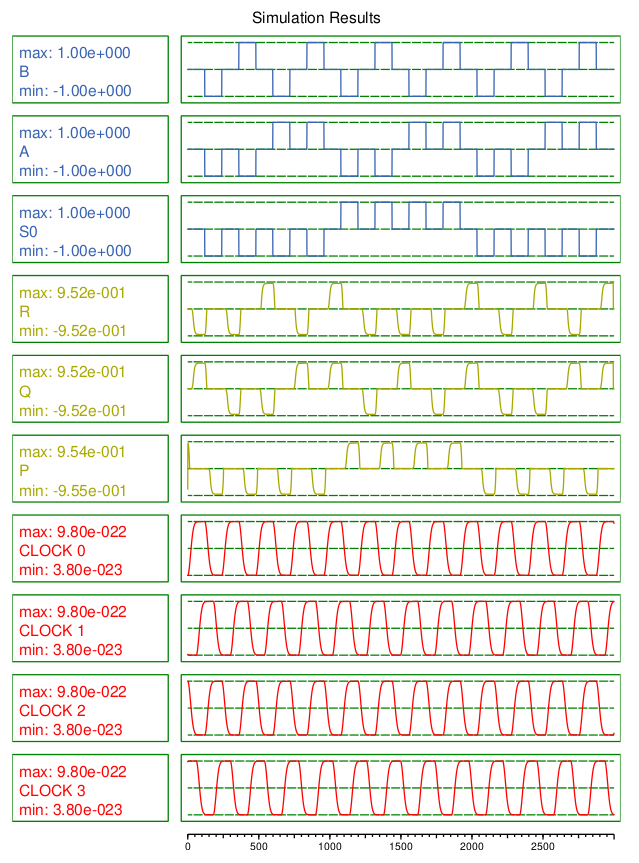 Simulation Results
max: 1.00e+000
B
min: -1.00e+000
max: 1.00e+000
A
min: -1.00e+000
max: 1.00e+000
S0
min: -1.00e+000
max: 9.52e-001
R
min: -9.52e-001
max: 9.52e-001
Q
min: -9.52e-001
max: 9.54e-001
P
min: -9.55e-001
max: 9.80e-022
CLOCK 0
min: 3.80e-023
max: 9.80e-022
CLOCK 1
min: 3.80e-023
max: 9.80e-022
CLOCK 2
min: 3.80e-023
max: 9.80e-022
CLOCK 3
min: 3.80e-023
0 500 1000 1500 2000 2500